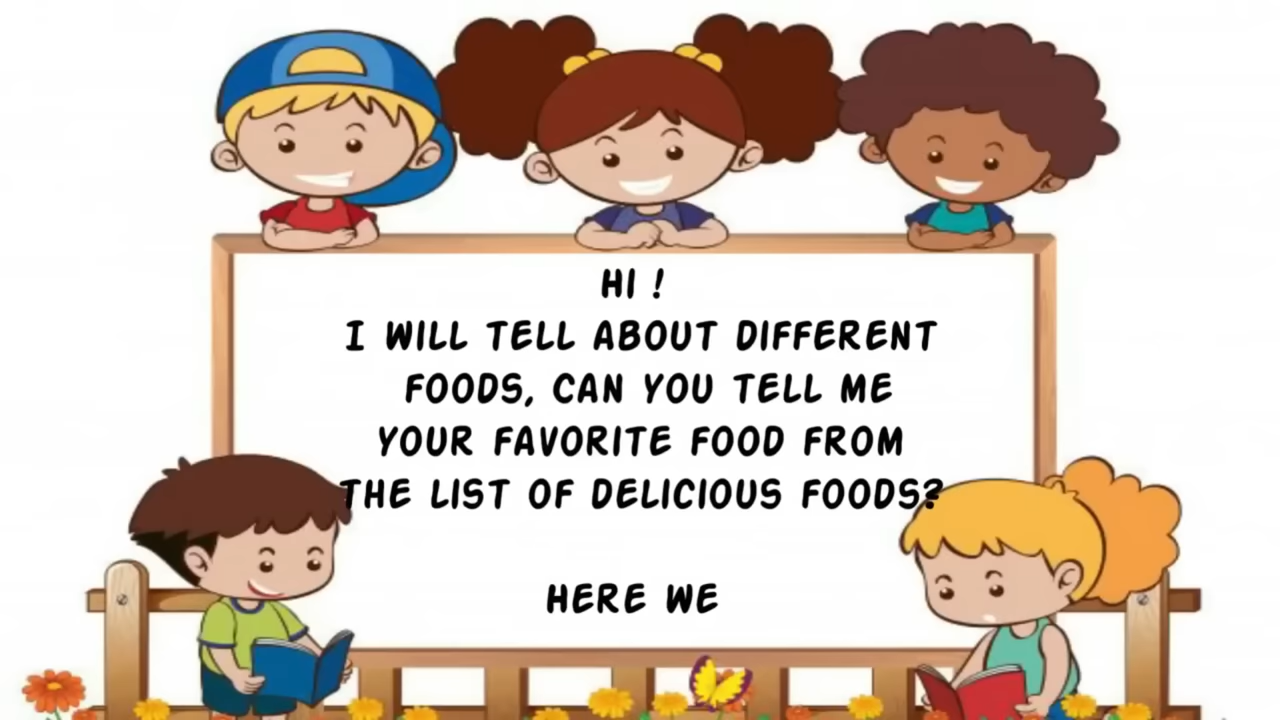 HI !
I WILL TELL ABOUT DIFFERENT
FOODS, CAN YOU TELL ME
YOUR FAVORITE FOOD FROM
THE LIST OF DELICIOUS FOODS?
HERE WE